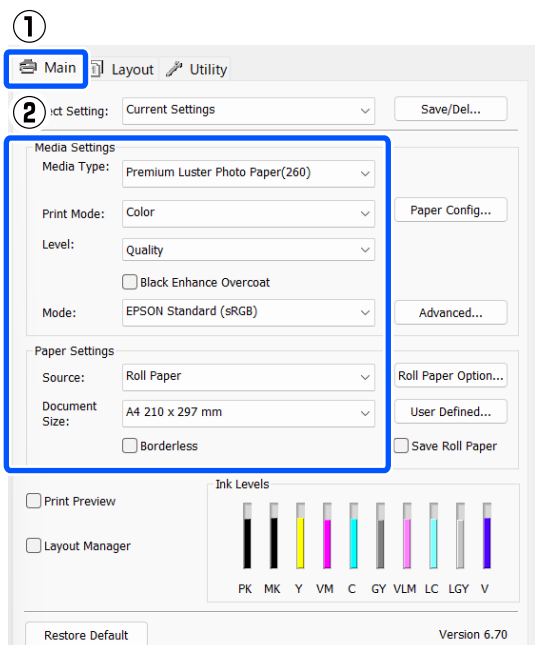 1
Main Layout Utility
2
ect Setting: Current Settings Save/Del...
Media Settings
Media Type: Premium Luster Photo Paper(260)
Print Mode: Color Paper Config...
Level: Quality
Black Enhance Overcoat
Mode: EPSON Standard (sRGB) Advanced...
Paper Settings
Source: Roll Paper Roll Paper Option...
Document
Size: A4 210 x 297 mm User Defined...
Borderless Save Roll Paper
Ink Levels
Print Preview
Layout Manager
PK MK Y VM C GY VLM LC LGY V
Restore Default Version 6.70